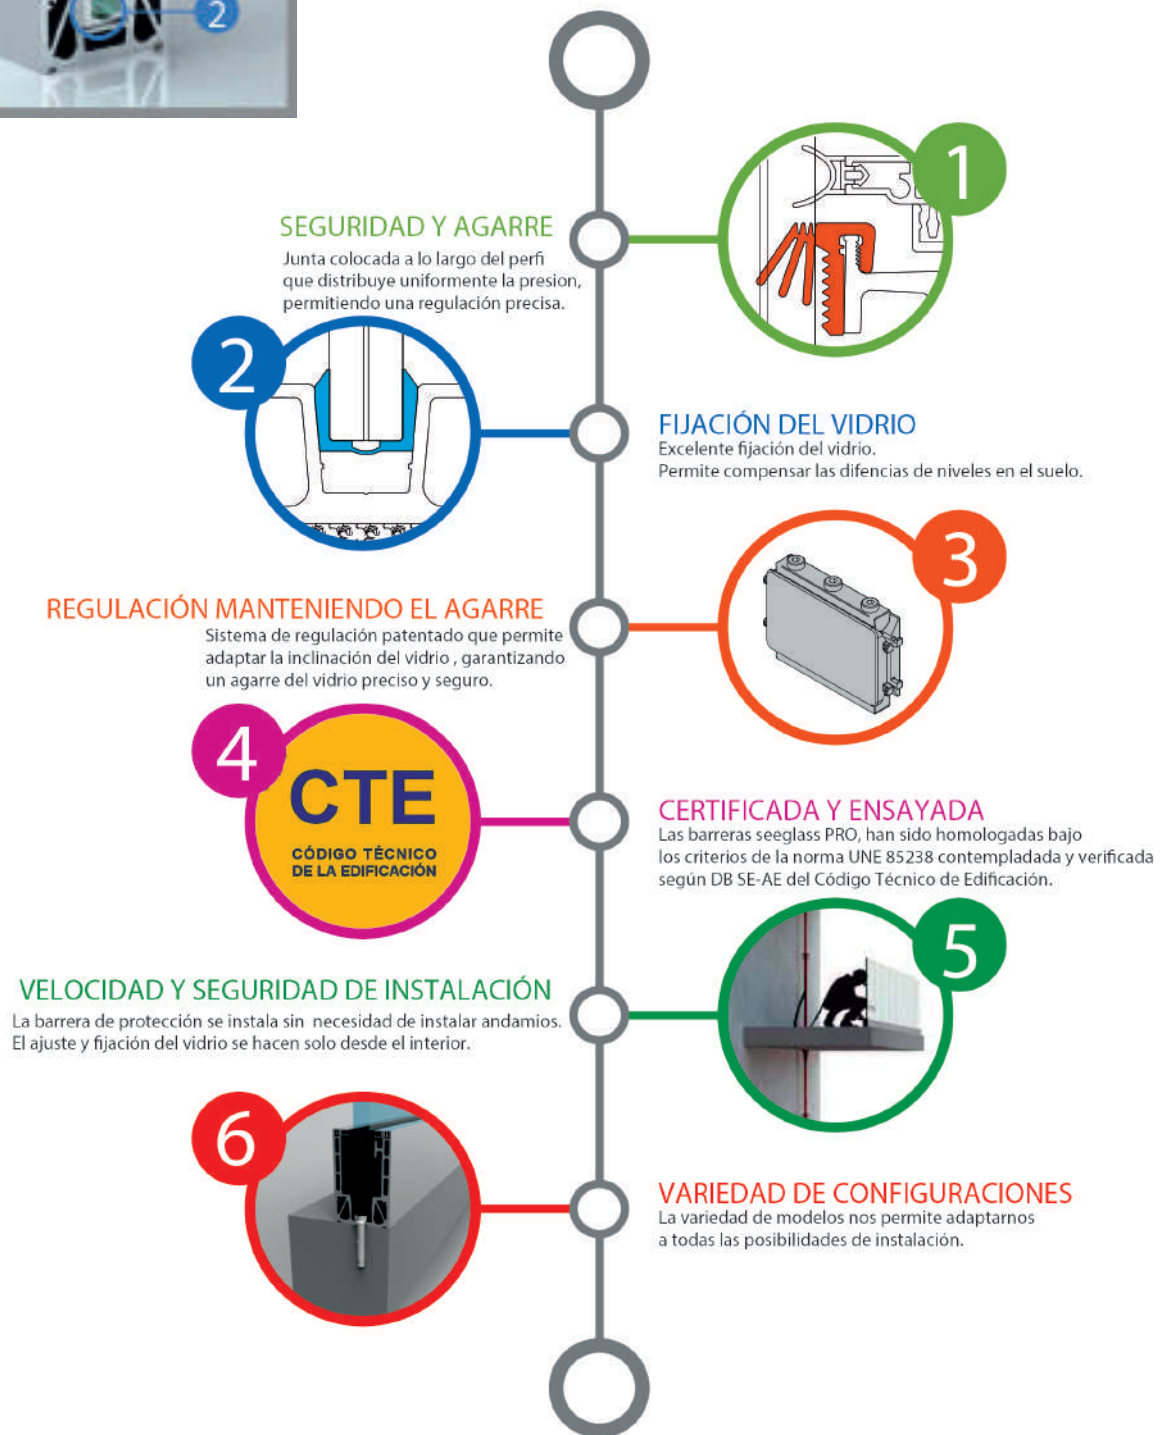 2
1
SEGURIDAD Y AGARRE
Junta colocada a lo largo del perfi
que distribuye uniformente la presion,
permitiendo una regulación precisa.
2
FIJACIÓN DEL VIDRIO
Excelente fijación del vidrio.
Permite compensar las difencias de niveles en el suelo.
3
REGULACIÓN MANTENIENDO EL AGARRE
Sistema de regulación patentado que permite
adaptar la inclinación del vidrio , garantizando
un agarre del vidrio preciso y seguro.
4
CTE
CÓDIGO TÉCNICO
DE LA EDIFICACIÓN
CERTIFICADA Y ENSAYADA
Las barreras seeglass PRO, han sido homologadas bajo
los criterios de la norma UNE 85238 contempladada y verificada
según DB SE-AE del Código Técnico de Edificación.
5
VELOCIDAD Y SEGURIDAD DE INSTALACIÓN
La barrera de protección se instala sin necesidad de instalar andamios.
El ajuste y fijación del vidrio se hacen solo desde el interior.
6
VARIEDAD DE CONFIGURACIONES
La variedad de modelos nos permite adaptarnos
a todas las posibilidades de instalación.